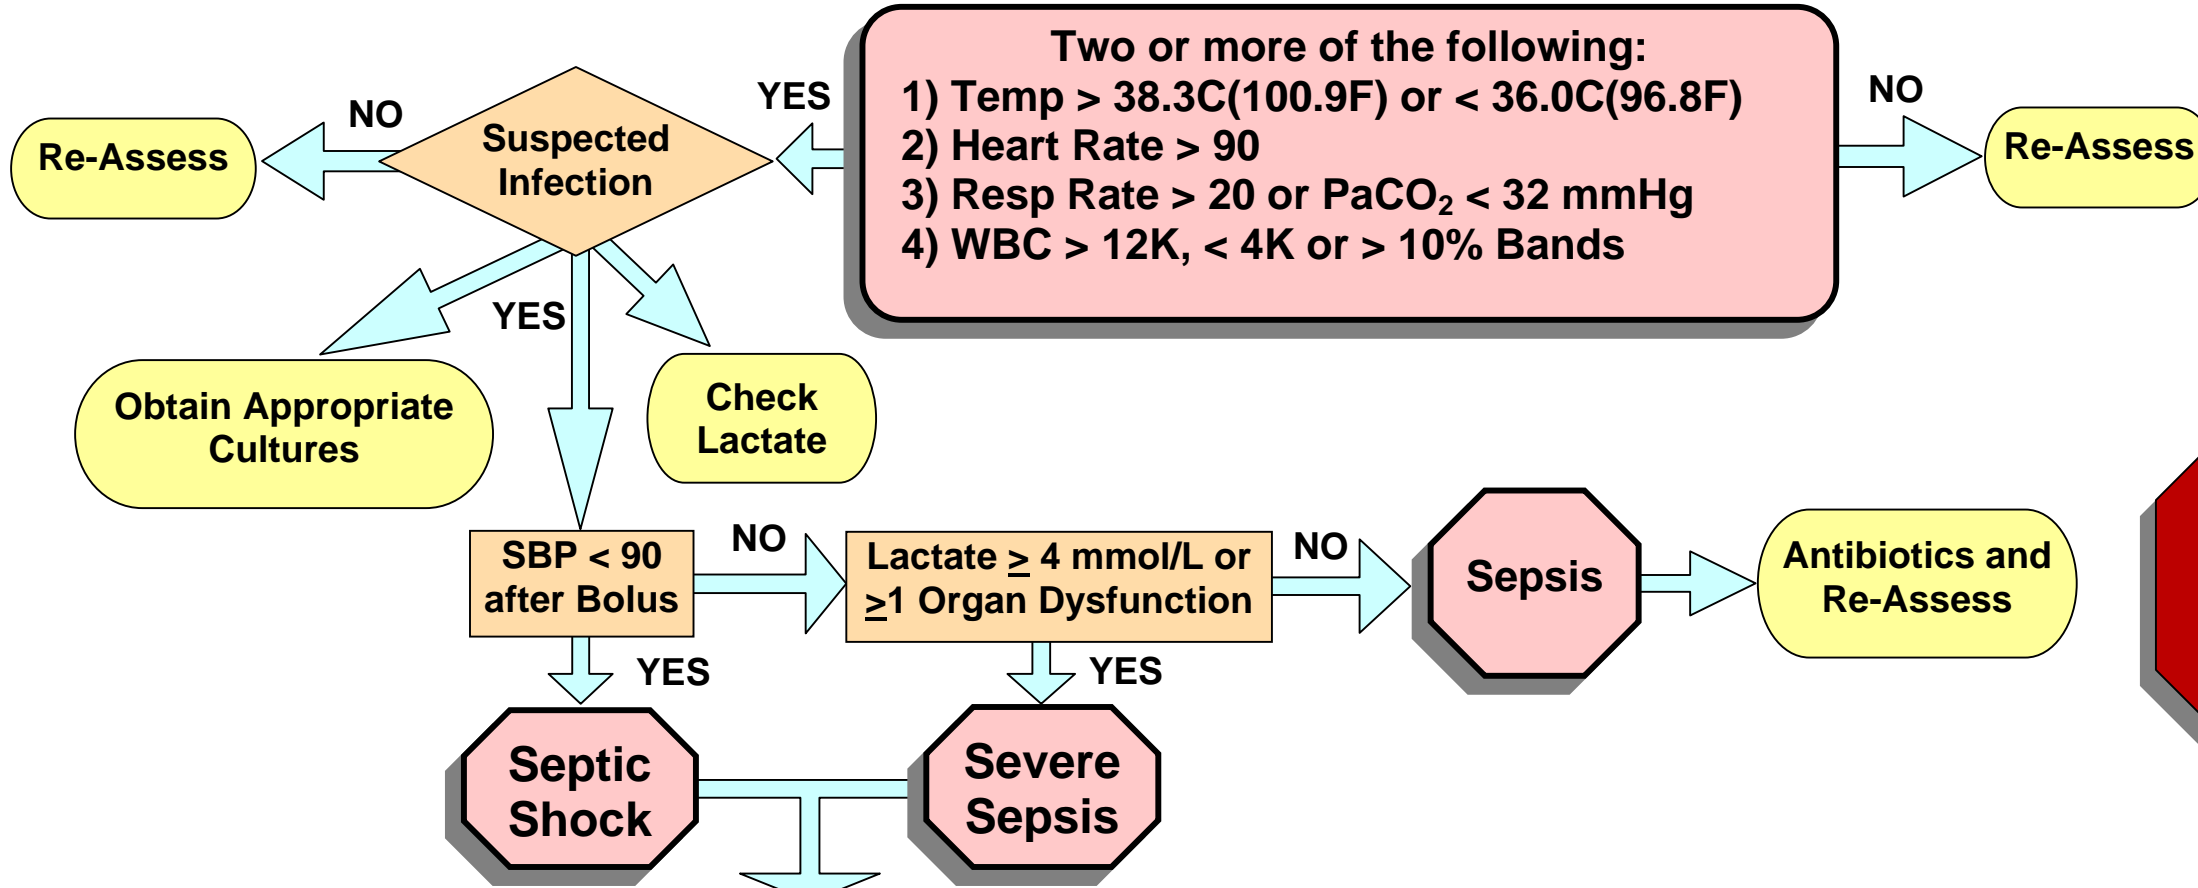 Two or more of the following:
1) Temp > 38.3C(100.9F) or < 36.0C(96.8F)
2) Heart Rate > 90
3) Resp Rate > 20 or PaCO₂ < 32 mmHg
4) WBC > 12K, < 4K or > 10% Bands
NO
Re-Assess
YES
Suspected
Infection
NO
Re-Assess
YES
Obtain Appropriate
Cultures
Check
Lactate
SBP < 90
after Bolus
NO
Lactate ≥ 4 mmol/L or
≥1 Organ Dysfunction
NO
Sepsis
Antibiotics and
Re-Assess
YES
YES
Septic
Shock
Severe
Sepsis